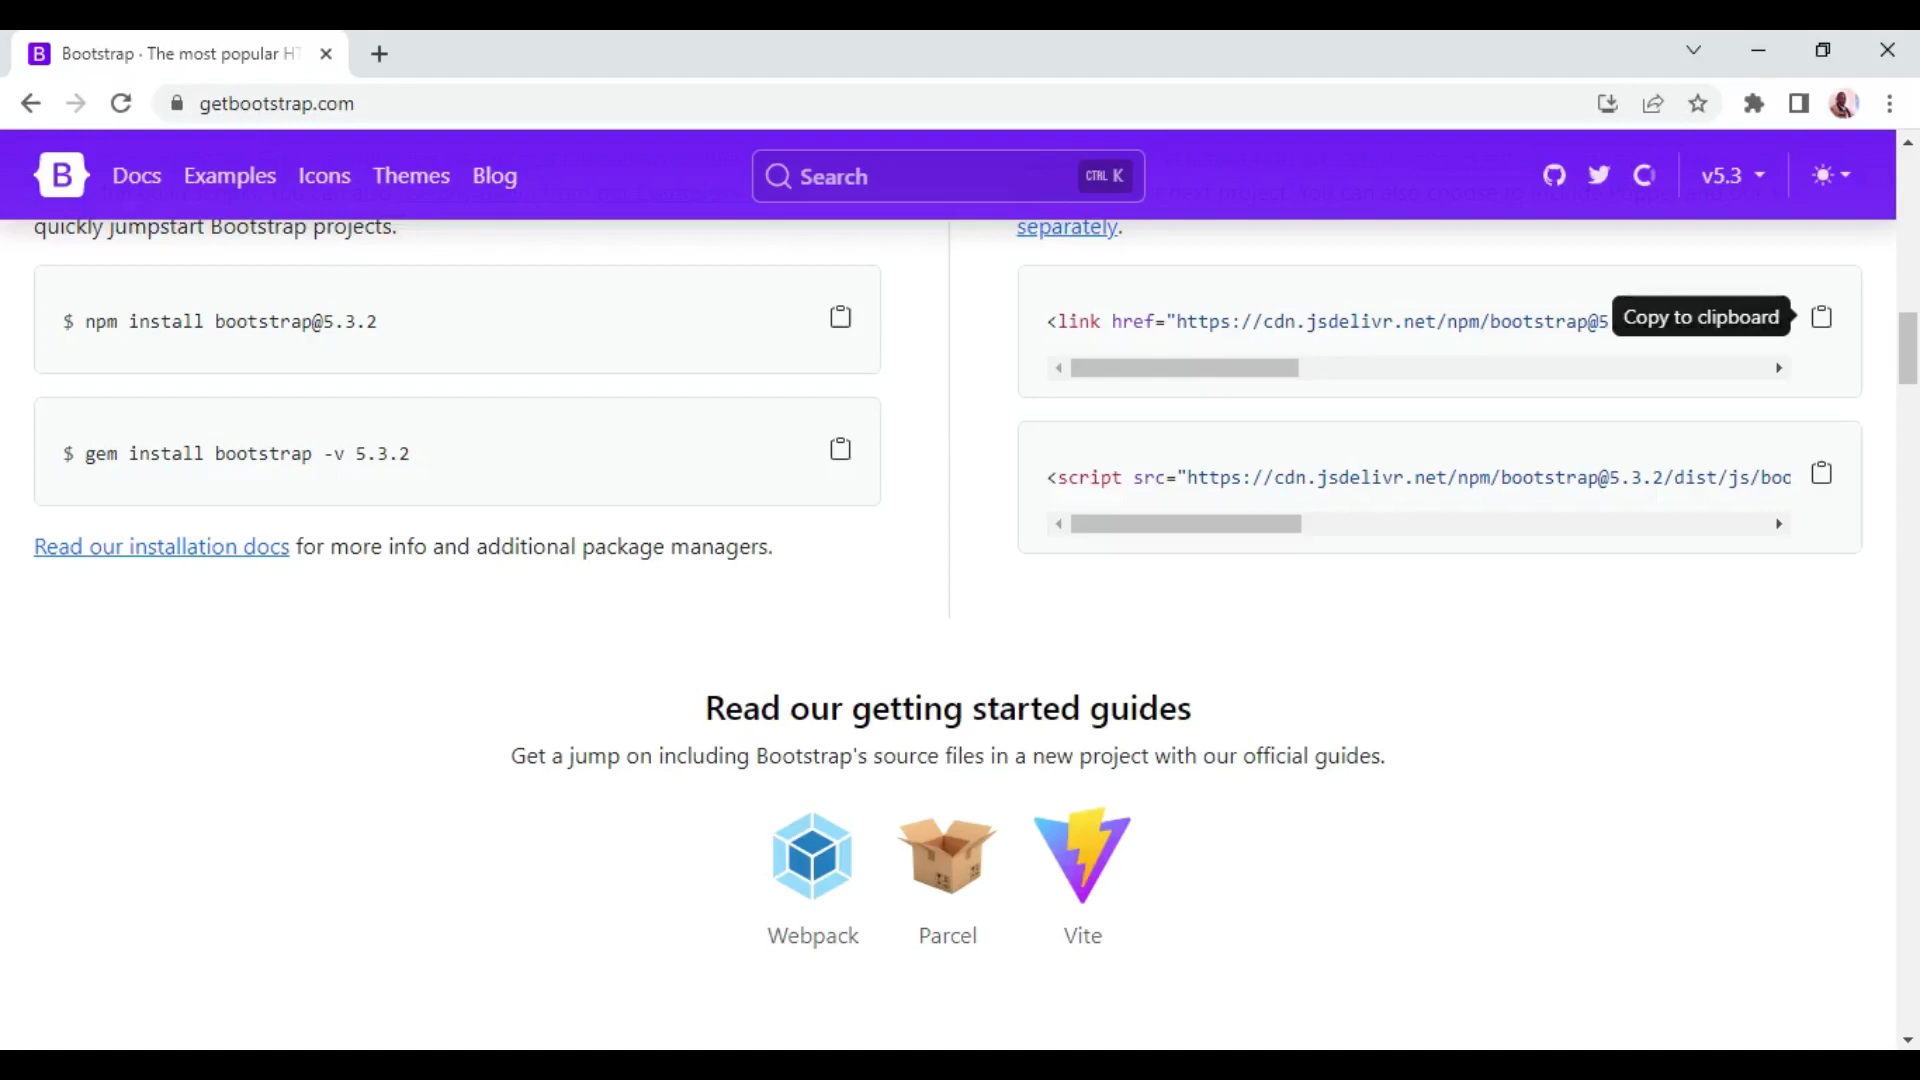 Bootstrap · The most popular HT
getbootstrap.com
B
Docs
Examples
Icons
Themes
Blog
Search
CTRL K
v5.3
quickly jumpstart Bootstrap projects.
$ npm install bootstrap@5.3.2
$ gem install bootstrap -v 5.3.2
Read our installation docs for more info and additional package managers.
separately.
<link href="https://cdn.jsdelivr.net/npm/bootstrap@5
Copy to clipboard
<script src="https://cdn.jsdelivr.net/npm/bootstrap@5.3.2/dist/js/boo
Read our getting started guides
Get a jump on including Bootstrap's source files in a new project with our official guides.
Webpack
Parcel
Vite